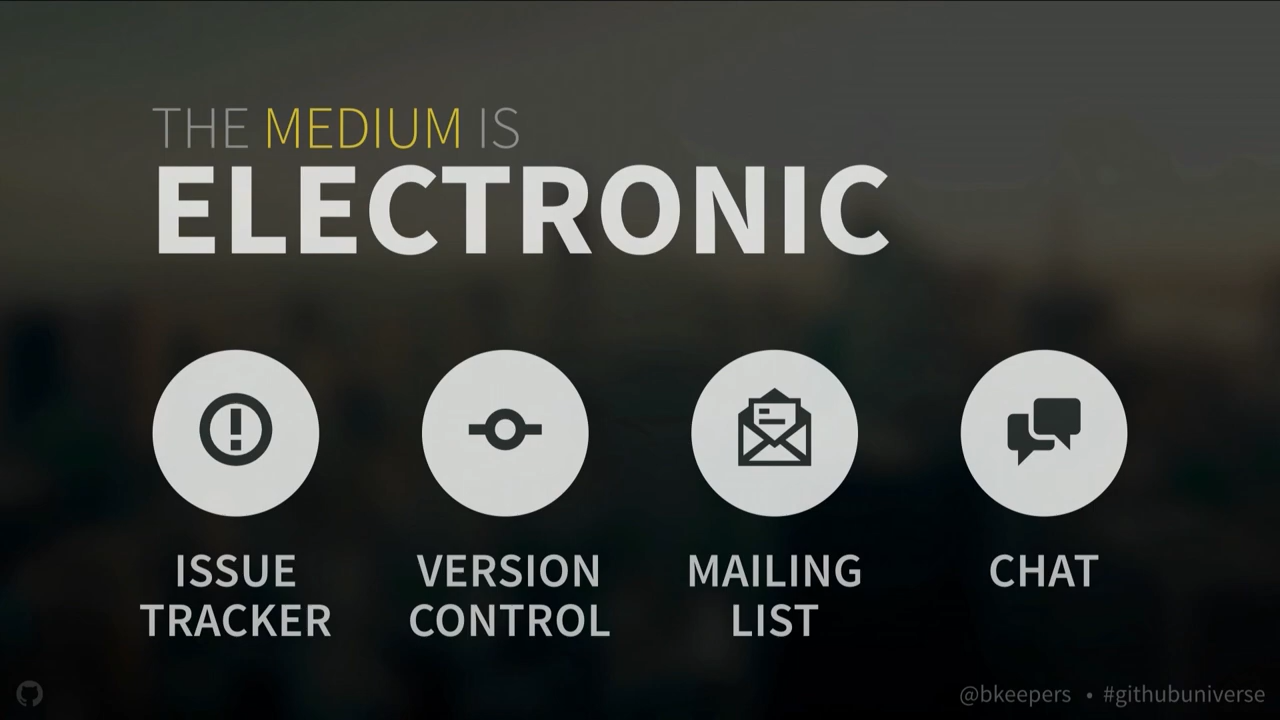 THE MEDIUM IS
ELECTRONIC
ISSUE
TRACKER
VERSION
CONTROL
MAILING
LIST
CHAT
@bkeepers • #githubuniverse